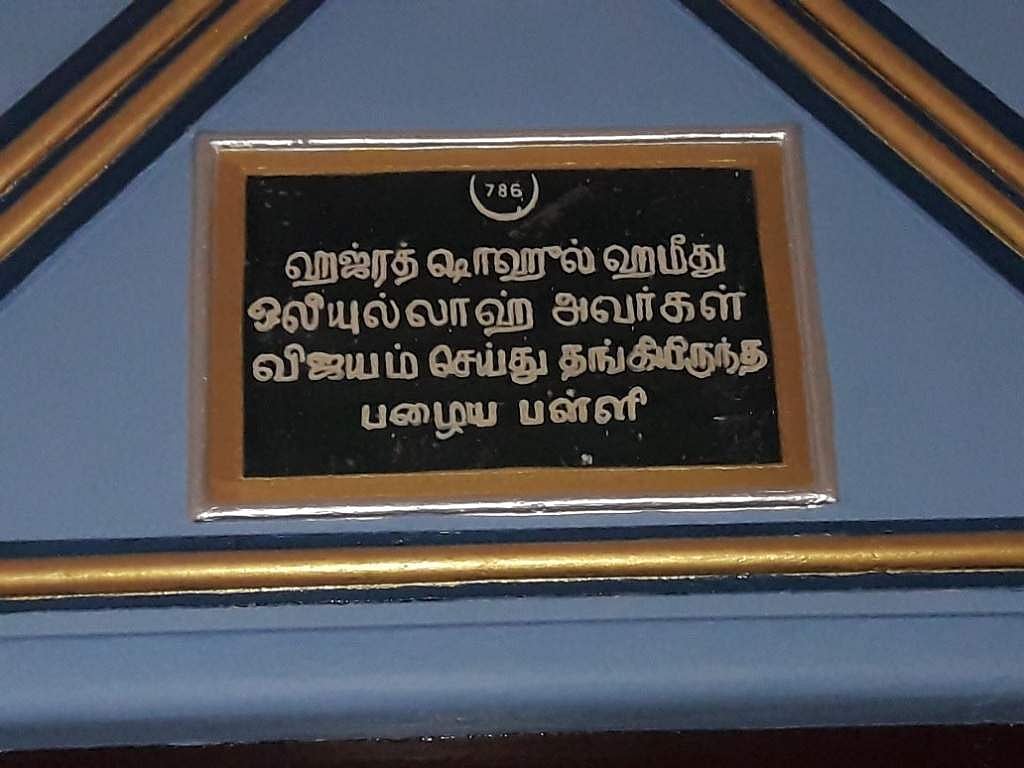 786
ஹஜ்ரத் ஷாஹுல் ஹமீது
ஒலீயுல்லாஹ் அவர்கள்
விஜயம் செய்து தங்கியிருந்த
பழைய பள்ளி